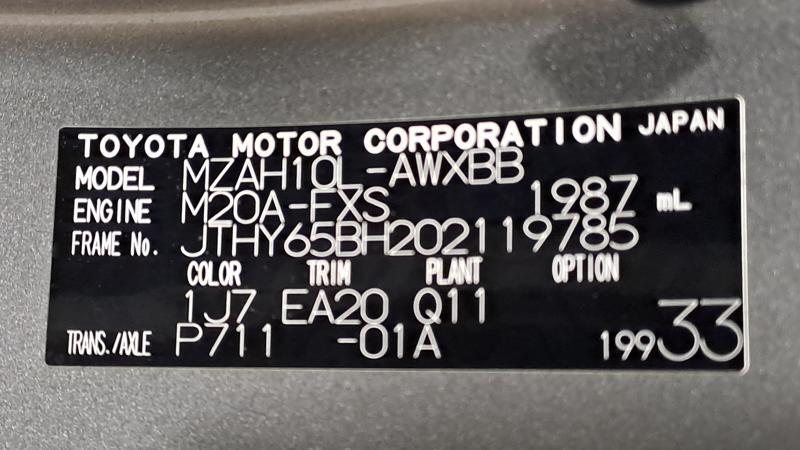 TOYOTA MOTOR CORPORATION JAPAN
MODEL MZAH10L-AWXBB
ENGINE M20A-FXS 1987 mL
FRAME No. JTHY65BH202119785
COLOR TRIM PLANT OPTION
1J7 EA20 Q11
TRANS./AXLE P711 -01A 19933